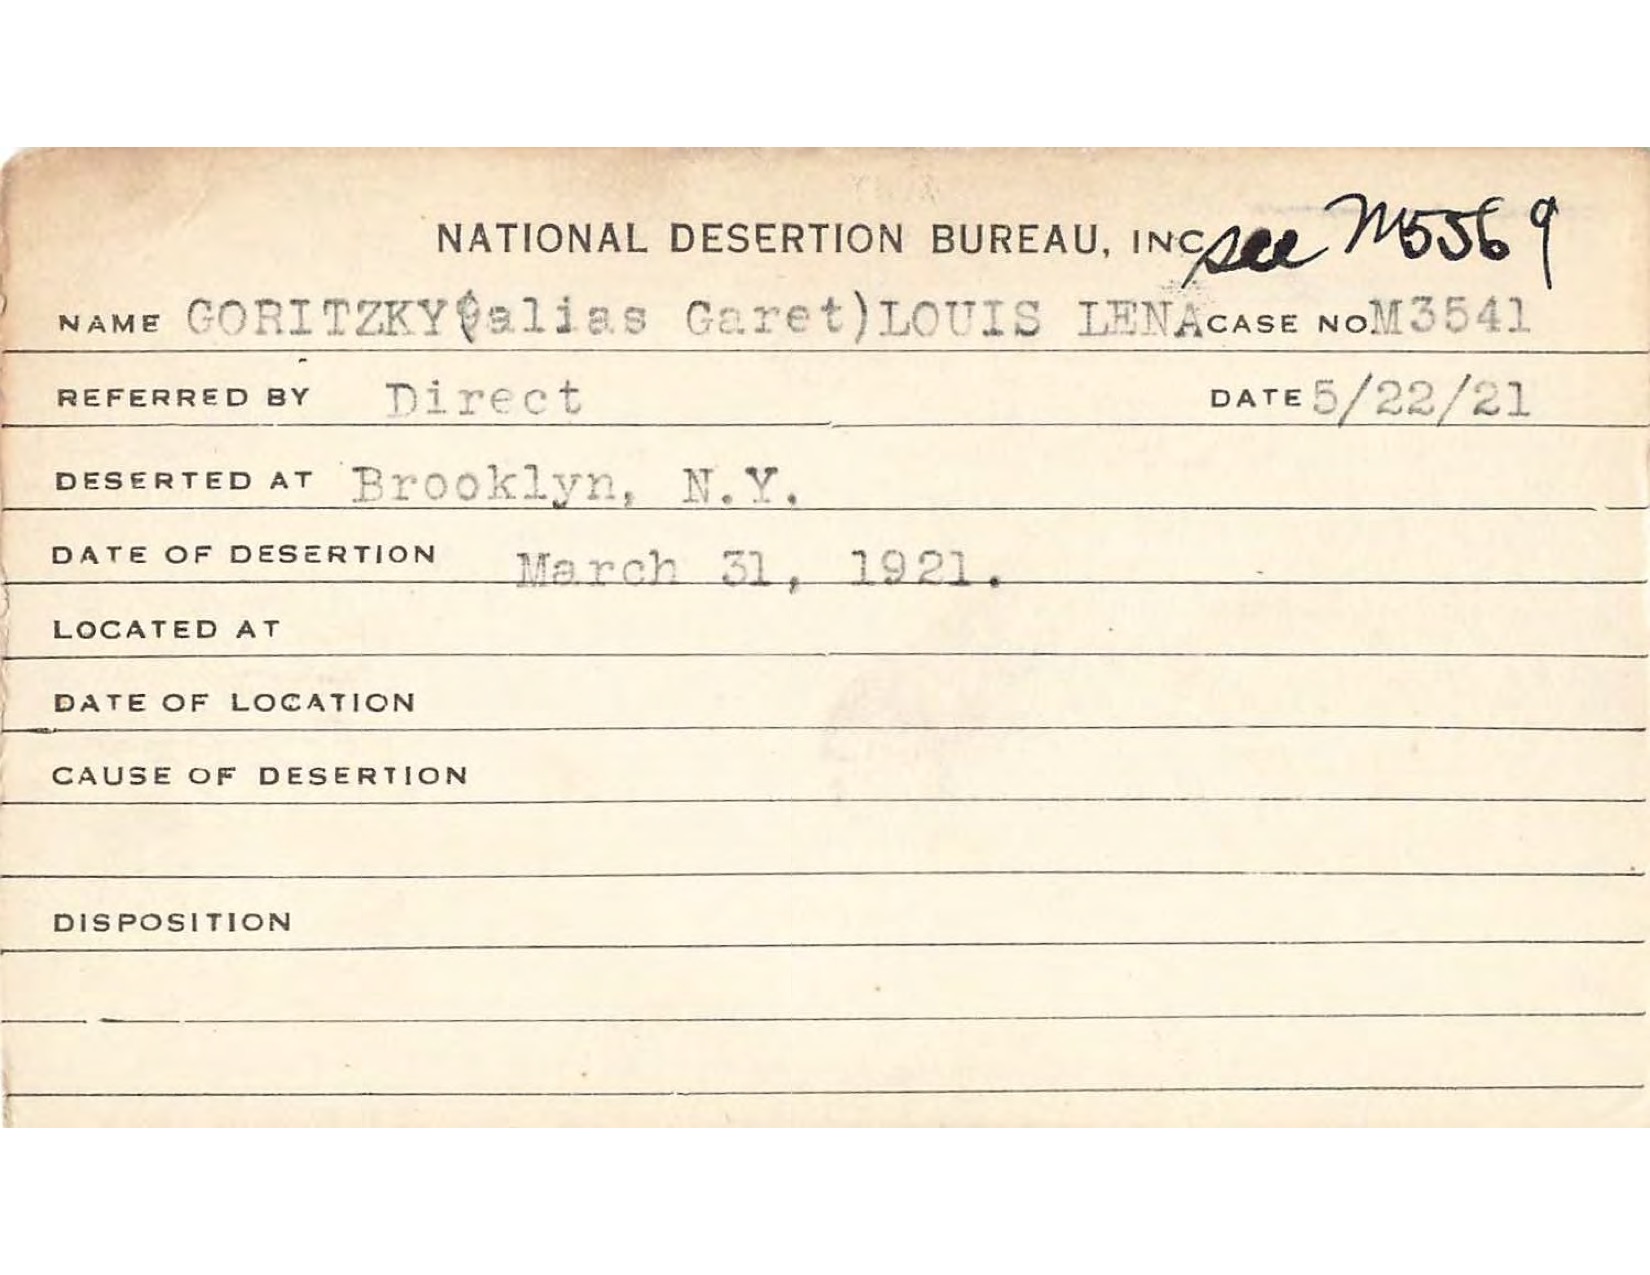 NATIONAL DESERTION BUREAU, INC. see M5569
NAME GORITZKY(alias Garet)LOUIS LENA CASE NO. M3541
REFERRED BY Direct DATE 5/22/21
DESERTED AT Brooklyn, N.Y.
DATE OF DESERTION March 31, 1921.
LOCATED AT
DATE OF LOCATION
CAUSE OF DESERTION
DISPOSITION